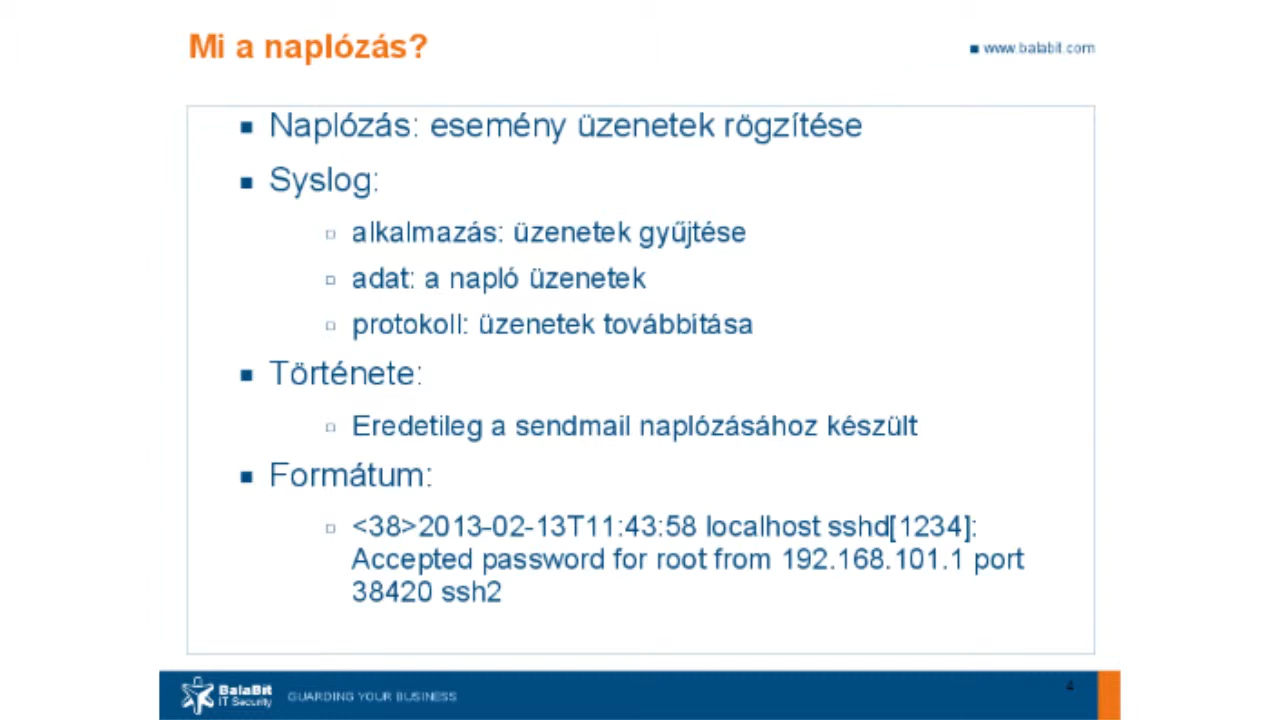 Mi a naplózás?
www.balabit.com
Naplózás: esemény üzenetek rögzítése
Syslog:
alkalmazás: üzenetek gyűjtése
adat: a napló üzenetek
protokoll: üzenetek továbbítása
Története:
Eredetileg a sendmail naplózásához készült
Formátum:
<38>2013-02-13T11:43:58 localhost sshd[1234]:
Accepted password for root from 192.168.101.1 port
38420 ssh2
BalaBit
IT Security
GUARDING YOUR BUSINESS
4